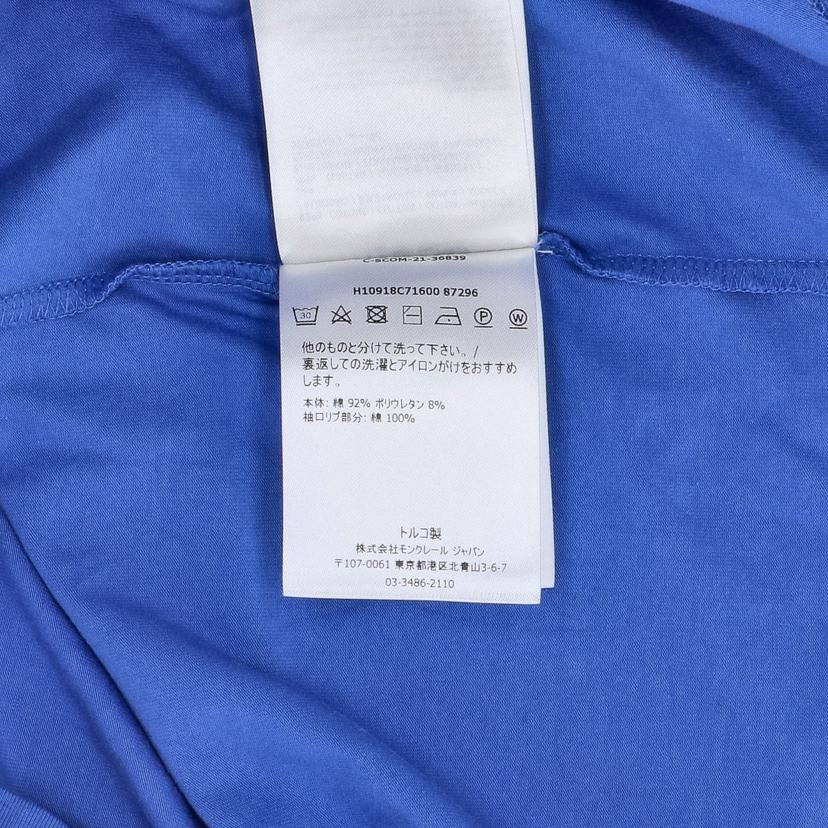 C-SCOM-21-36839
H10918C71600 87296
30 P W
他のものと分けて洗って下さい。/
裏返しての洗濯とアイロンがけをおすすめ
します。
本体: 綿 92% ポリウレタン 8%
袖口リブ部分: 綿 100%
トルコ製
株式会社モンクレール ジャパン
〒107-0061 東京都港区北青山3-6-7
03-3486-2110